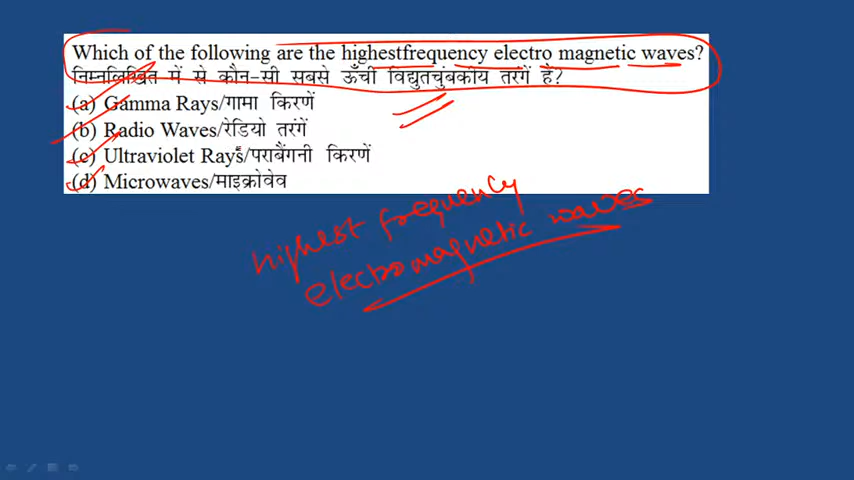 Which of the following are the highestfrequency electro magnetic waves?
निम्नलिखित में से कौन-सी सबसे ऊँची विद्युतचुंबकीय तरंगें है?
(a) Gamma Rays/गामा किरणें
(b) Radio Waves/रेडियो तरंगें
(c) Ultraviolet Rays/पराबैंगनी किरणें
(d) Microwaves/माइक्रोवेव
highest frequency
electromagnetic waves